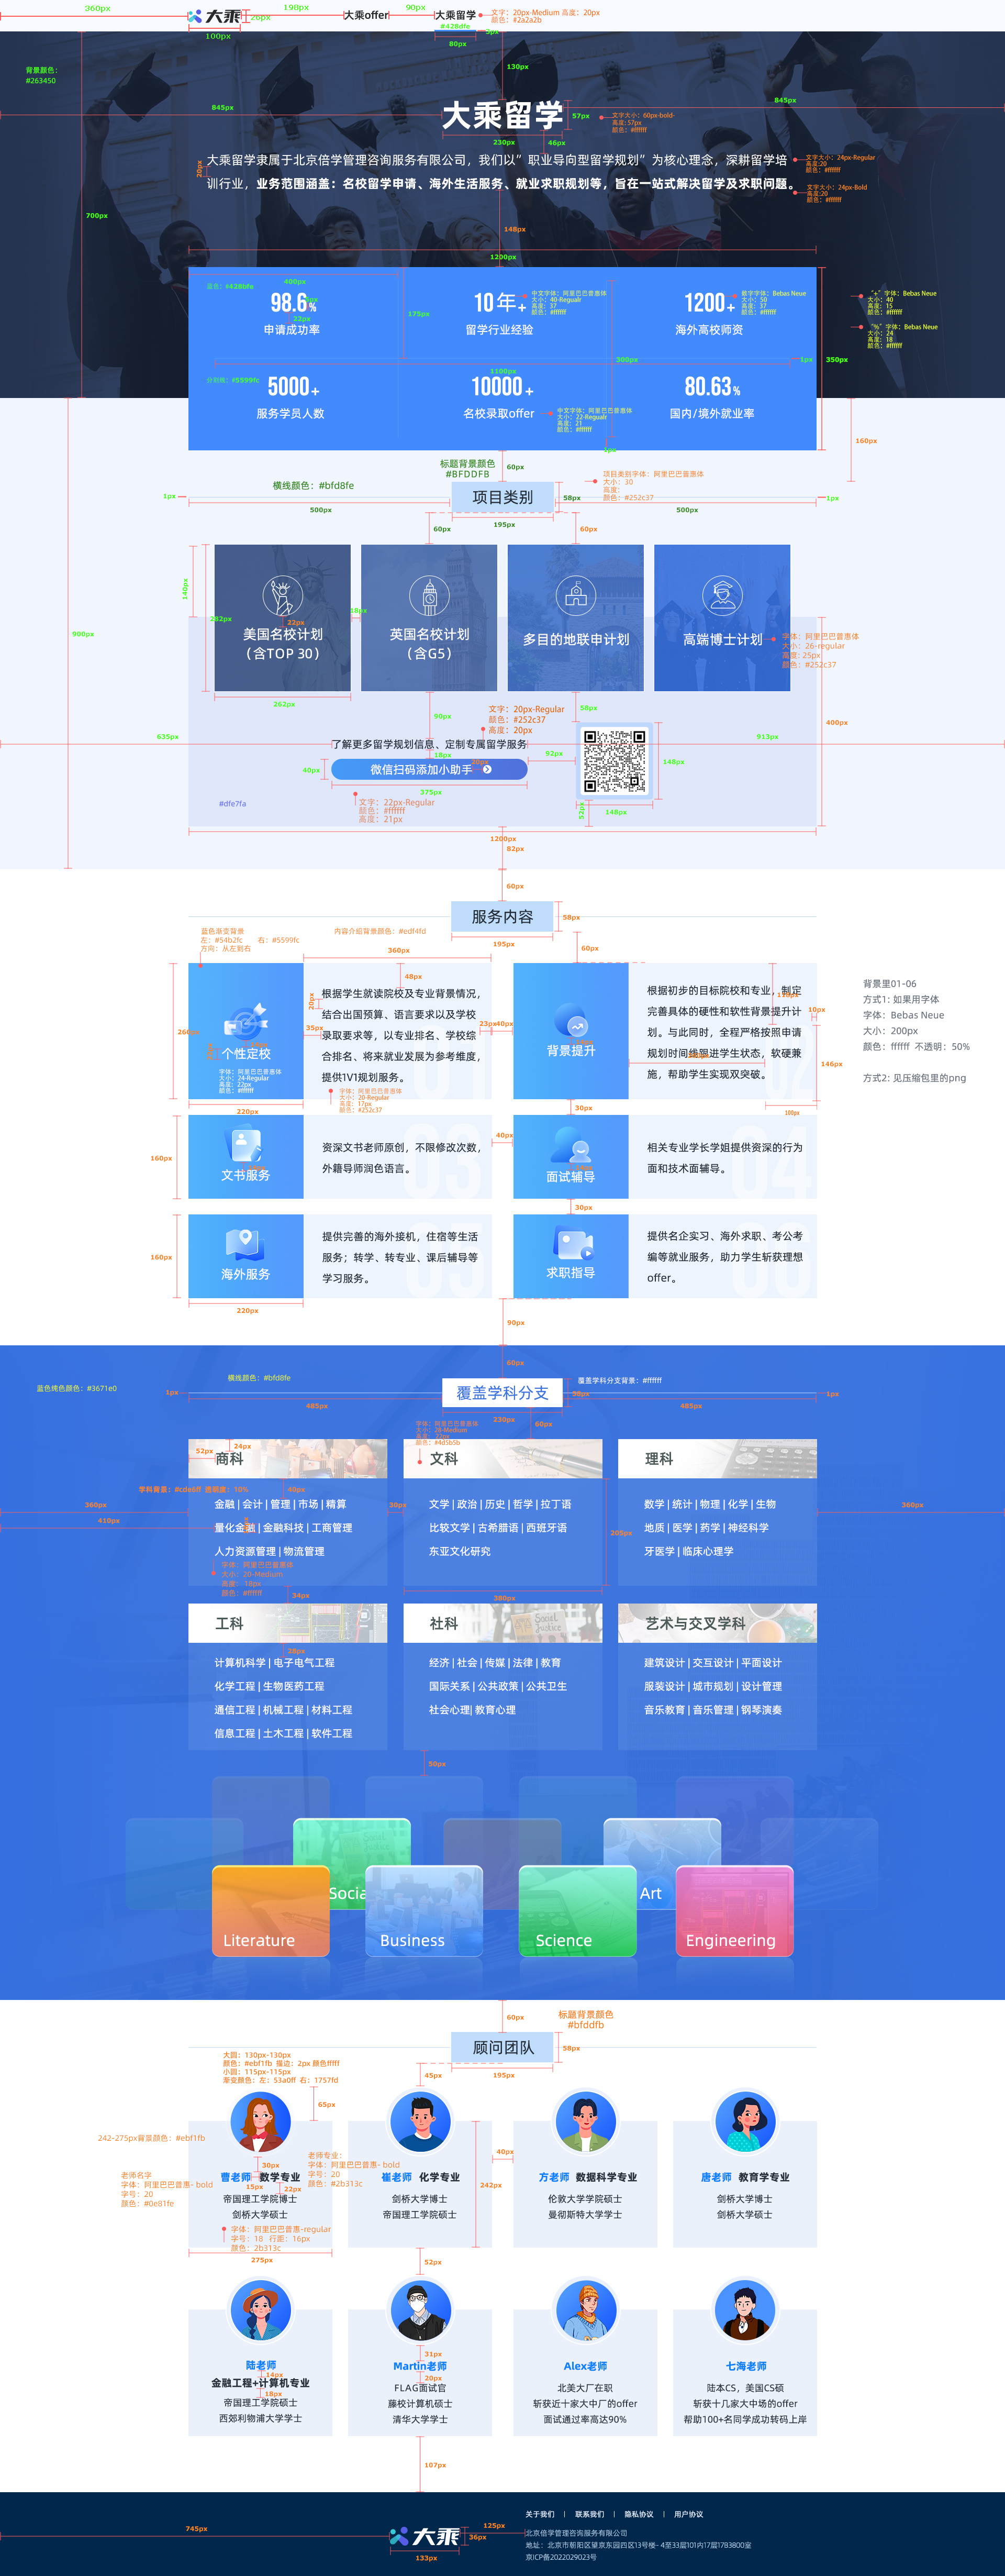 360px
大乘
26px
198px
大乘offer
90px
大乘留学
文字：20px-Medium 高度：20px
颜色：#2a2a2b
#428dfe
3px
100px
80px
背景颜色：
#263450
130px
845px
845px
大乘留学
57px
文字大小：60px-bold-
高度：57px
颜色：#ffffff
230px
46px
大乘留学隶属于北京倍学管理咨询服务有限公司，我们以”职业导向型留学规划”为核心理念，深耕留学培
训行业，业务范围涵盖：名校留学申请、海外生活服务、就业求职规划等，旨在一站式解决留学及求职问题。
20px
文字大小：24px-Regular
高度:20
颜色：#ffffff
文字大小：24px-Bold
高度:20
颜色：#ffffff
700px
148px
1200px
蓝色：#428bfe
400px
98.6%
22px
申请成功率
175px
10年+
留学行业经验
中文字体：阿里巴巴普惠体
大小：40-Regualr
高度：37
颜色：#ffffff
1200+
海外高校师资
数字字体：Bebas Neue
大小：50
高度：37
颜色：#ffffff
“+”字体：Bebas Neue
大小：40
高度：15
颜色：#ffffff
“%”字体：Bebas Neue
大小：24
高度：18
颜色：#ffffff
300px
1px
350px
1100px
分割线：#5599fc
5000+
服务学员人数
10000+
名校录取offer
中文字体：阿里巴巴普惠体
大小：22-Regualr
高度：21
颜色：#ffffff
80.63%
国内/境外就业率
1px
160px
标题背景颜色
#BFDDFB
60px
横线颜色：#bfd8fe
项目类别
58px
项目类别字体：阿里巴巴普惠体
大小：30
高度：
颜色：#252c37
1px
1px
500px
195px
500px
60px
60px
140px
282px
22px
18px
美国名校计划
（含TOP 30）
英国名校计划
（含G5）
多目的地联申计划
高端博士计划
字体：阿里巴巴普惠体
大小：26-regular
高度: 25px
颜色：#252c37
900px
262px
90px
58px
文字：20px-Regular
颜色：#252c37
高度：20px
400px
635px
913px
了解更多留学规划信息、定制专属留学服务
18px
92px
148px
40px
微信扫码添加小助手
375px
文字：22px-Regular
颜色：#ffffff
高度：21px
#dfe7fa
52px
148px
1200px
82px
60px
服务内容
58px
195px
蓝色渐变背景
左：#54b2fc 右：#5599fc
方向：从左到右
内容介绍背景颜色：#edf4fd
360px
60px
48px
20px
35px
个性定校
字体：阿里巴巴普惠体
大小：24-Regular
高度：22px
颜色：#ffffff
根据学生就读院校及专业背景情况，
结合出国预算、语言要求以及学校
录取要求等，以专业排名、学校综
合排名、将来就业发展为参考维度，
提供1V1规划服务。
字体：阿里巴巴普惠体
大小：20-Regular
高度：17px
颜色：#252c37
23px
40px
背景提升
根据初步的目标院校和专业，制定
完善具体的硬性和软性背景提升计
划。与此同时，全程严格按照申请
规划时间线跟进学生状态，软硬兼
施，帮助学生实现双突破。
10px
146px
108px
背景里01-06
方式1: 如果用字体
字体：Bebas Neue
大小：200px
颜色：ffffff 不透明：50%
方式2: 见压缩包里的png
220px
30px
160px
文书服务
资深文书老师原创，不限修改次数，
外籍导师润色语言。
03
40px
面试辅导
相关专业学长学姐提供资深的行为
面和技术面辅导。
04
30px
160px
海外服务
提供完善的海外接机，住宿等生活
服务；转学、转专业、课后辅导等
学习服务。
05
求职指导
提供名企实习、海外求职、考公考
编等就业服务，助力学生斩获理想
offer。
06
220px
90px
60px
蓝色纯色颜色：#3671e0
横线颜色：#bfd8fe
覆盖学科分支
覆盖学科分支背景：#ffffff
58px
1px
1px
485px
230px
485px
60px
字体：阿里巴巴普惠体
大小：28-Medium
高度：27px
颜色：#4d5b5b
24px
52px
商科
文科
理科
学科背景：#cde6ff 透明度：10%
40px
360px
30px
360px
410px
金融 | 会计 | 管理 | 市场 | 精算
量化金融 | 金融科技 | 工商管理
人力资源管理 | 物流管理
文学 | 政治 | 历史 | 哲学 | 拉丁语
比较文学 | 古希腊语 | 西班牙语
东亚文化研究
205px
数学 | 统计 | 物理 | 化学 | 生物
地质 | 医学 | 药学 | 神经科学
牙医学 | 临床心理学
字体：阿里巴巴普惠体
大小：20-Medium
高度：18px
颜色：#ffffff
34px
380px
工科
社科
艺术与交叉学科
28px
计算机科学 | 电子电气工程
化学工程 | 生物医药工程
通信工程 | 机械工程 | 材料工程
信息工程 | 土木工程 | 软件工程
经济 | 社会 | 传媒 | 法律 | 教育
国际关系 | 公共政策 | 公共卫生
社会心理| 教育心理
建筑设计 | 交互设计 | 平面设计
服装设计 | 城市规划 | 设计管理
音乐教育 | 音乐管理 | 钢琴演奏
50px
Socia
Art
Literature
Business
Science
Engineering
60px
标题背景颜色
#bfddfb
顾问团队
58px
195px
大圆：130px-130px
颜色：#ebf1fb 描边：2px 颜色fffff
小圆：115px-115px
渐变颜色：左：53a0ff 右：1757fd
45px
65px
242-275px背景颜色：#ebf1fb
30px
40px
老师名字
字体：阿里巴巴普惠- bold
字号：20
颜色：#0e81fe
老师专业：
字体：阿里巴巴普惠- bold
字号：20
颜色：#2b313c
曹老师 数学专业
15px
22px
帝国理工学院博士
剑桥大学硕士
崔老师 化学专业
剑桥大学博士
帝国理工学院硕士
242px
方老师 数据科学专业
伦敦大学学院硕士
曼彻斯特大学学士
唐老师 教育学专业
剑桥大学博士
剑桥大学硕士
字体：阿里巴巴普惠-regular
字号：18 行距：16px
颜色：2b313c
275px
52px
陆老师
14px
金融工程+计算机专业
18px
帝国理工学院硕士
西郊利物浦大学学士
31px
Martin老师
20px
FLAG面试官
藤校计算机硕士
清华大学学士
Alex老师
北美大厂在职
斩获近十家大中厂的offer
面试通过率高达90%
七海老师
陆本CS，美国CS硕
斩获十几家大中场的offer
帮助100+名同学成功转码上岸
107px
745px
大乘
36px
125px
133px
关于我们 | 联系我们 | 隐私协议 | 用户协议
北京倍学管理咨询服务有限公司
地址：北京市朝阳区望京东园四区13号楼- 4至33层101内17层1783800室
京ICP备2022029023号